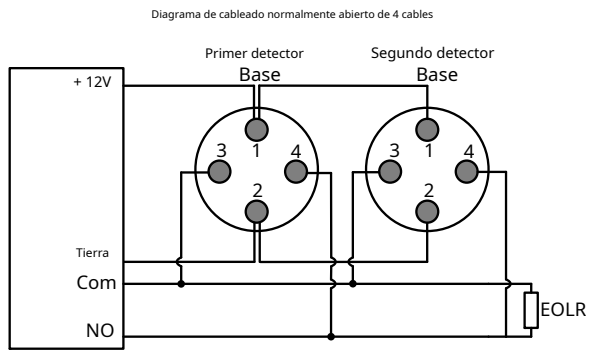 Diagrama de cableado normalmente abierto de 4 cables
Primer detector
Base
Segundo detector
Base
+ 12V
1
3
4
2
1
3
4
2
Tierra
Com
NO
EOLR